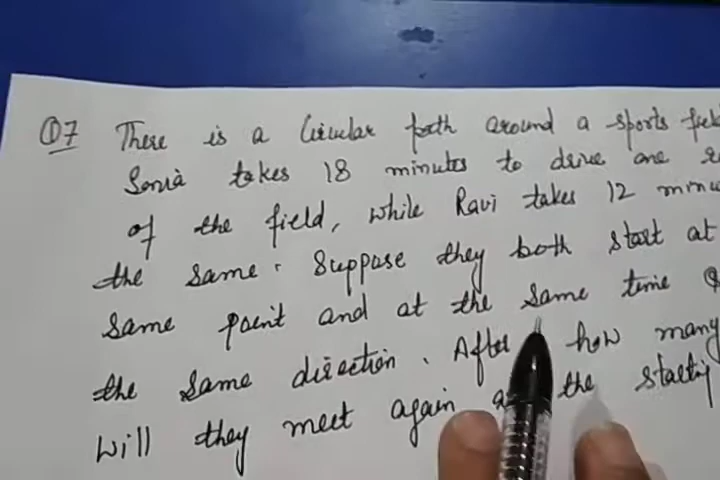 Q7 There is a Circular path around a sports
Sonia takes 18 minutes to drive one
of the field, while Ravi takes 12
the same. Suppose they both start at
same point and at the same time
the same direction. After how many
will they meet again the starting